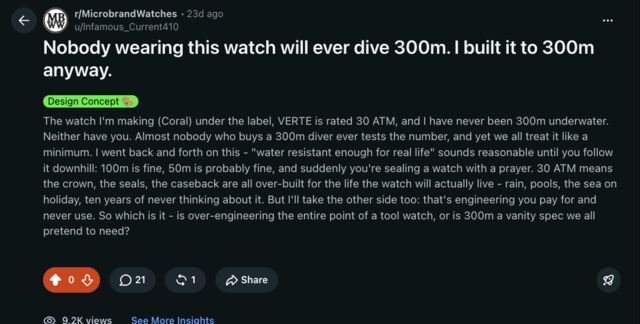 r/MicrobrandWatches · 23d ago
u/Infamous_Current410
Nobody wearing this watch will ever dive 300m. I built it to 300m
anyway.
Design Concept
The watch I'm making (Coral) under the label, VERTE is rated 30 ATM, and I have never been 300m underwater.
Neither have you. Almost nobody who buys a 300m diver ever tests the number, and yet we all treat it like a
minimum. I went back and forth on this - "water resistant enough for real life" sounds reasonable until you follow
it downhill: 100m is fine, 50m is probably fine, and suddenly you're sealing a watch with a prayer. 30 ATM means
the crown, the seals, the caseback are all over-built for the life the watch will actually live - rain, pools, the sea on
holiday, ten years of never thinking about it. But I'll take the other side too: that's engineering you pay for and
never use. So which is it - is over-engineering the entire point of a tool watch, or is 300m a vanity spec we all
pretend to need?
0 21 1 Share
9.2K views See More Insights